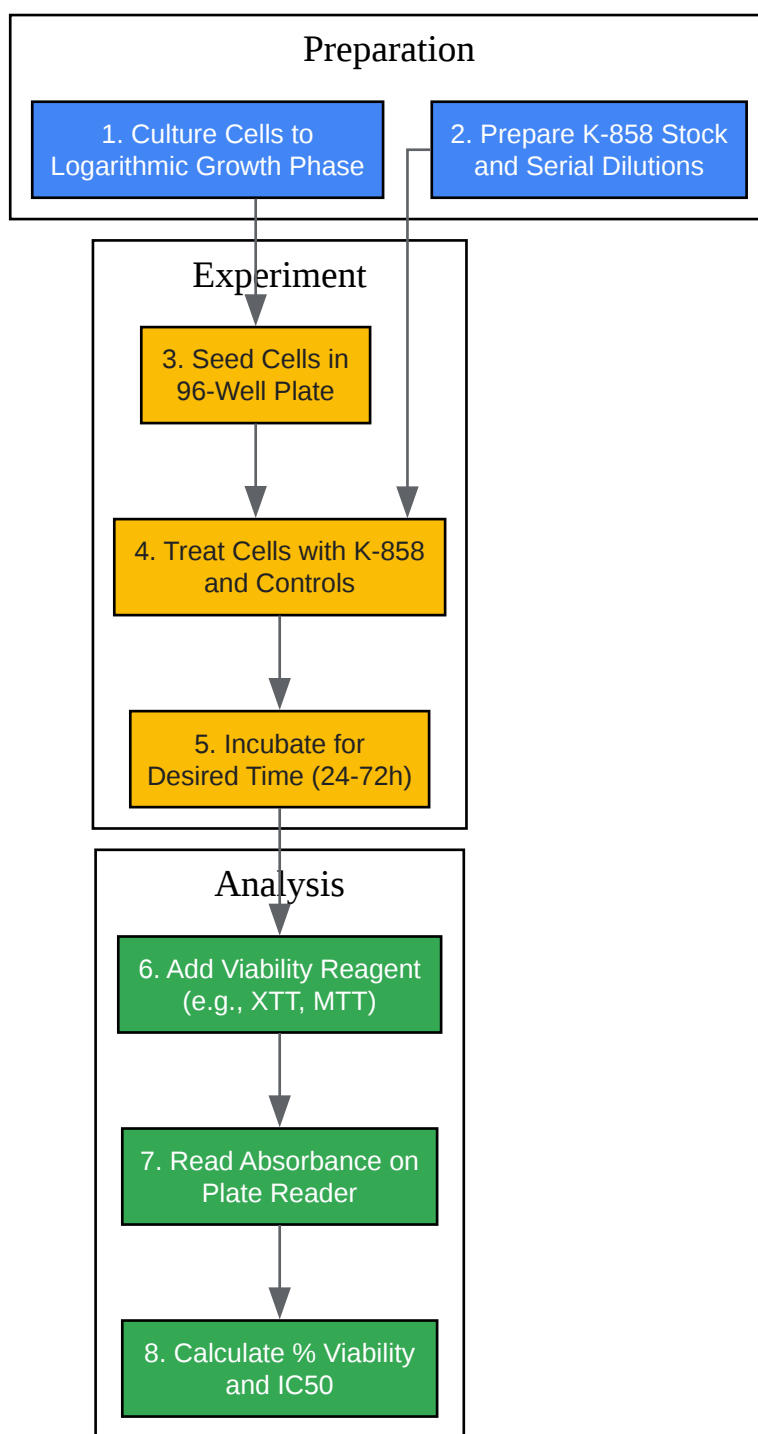 Preparation
1. Culture Cells to
Logarithmic Growth Phase
2. Prepare K-858 Stock
and Serial Dilutions
Experiment
3. Seed Cells in
96-Well Plate
4. Treat Cells with K-858
and Controls
5. Incubate for
Desired Time (24-72h)
Analysis
6. Add Viability Reagent
(e.g., XTT, MTT)
7. Read Absorbance on
Plate Reader
8. Calculate % Viability
and IC50